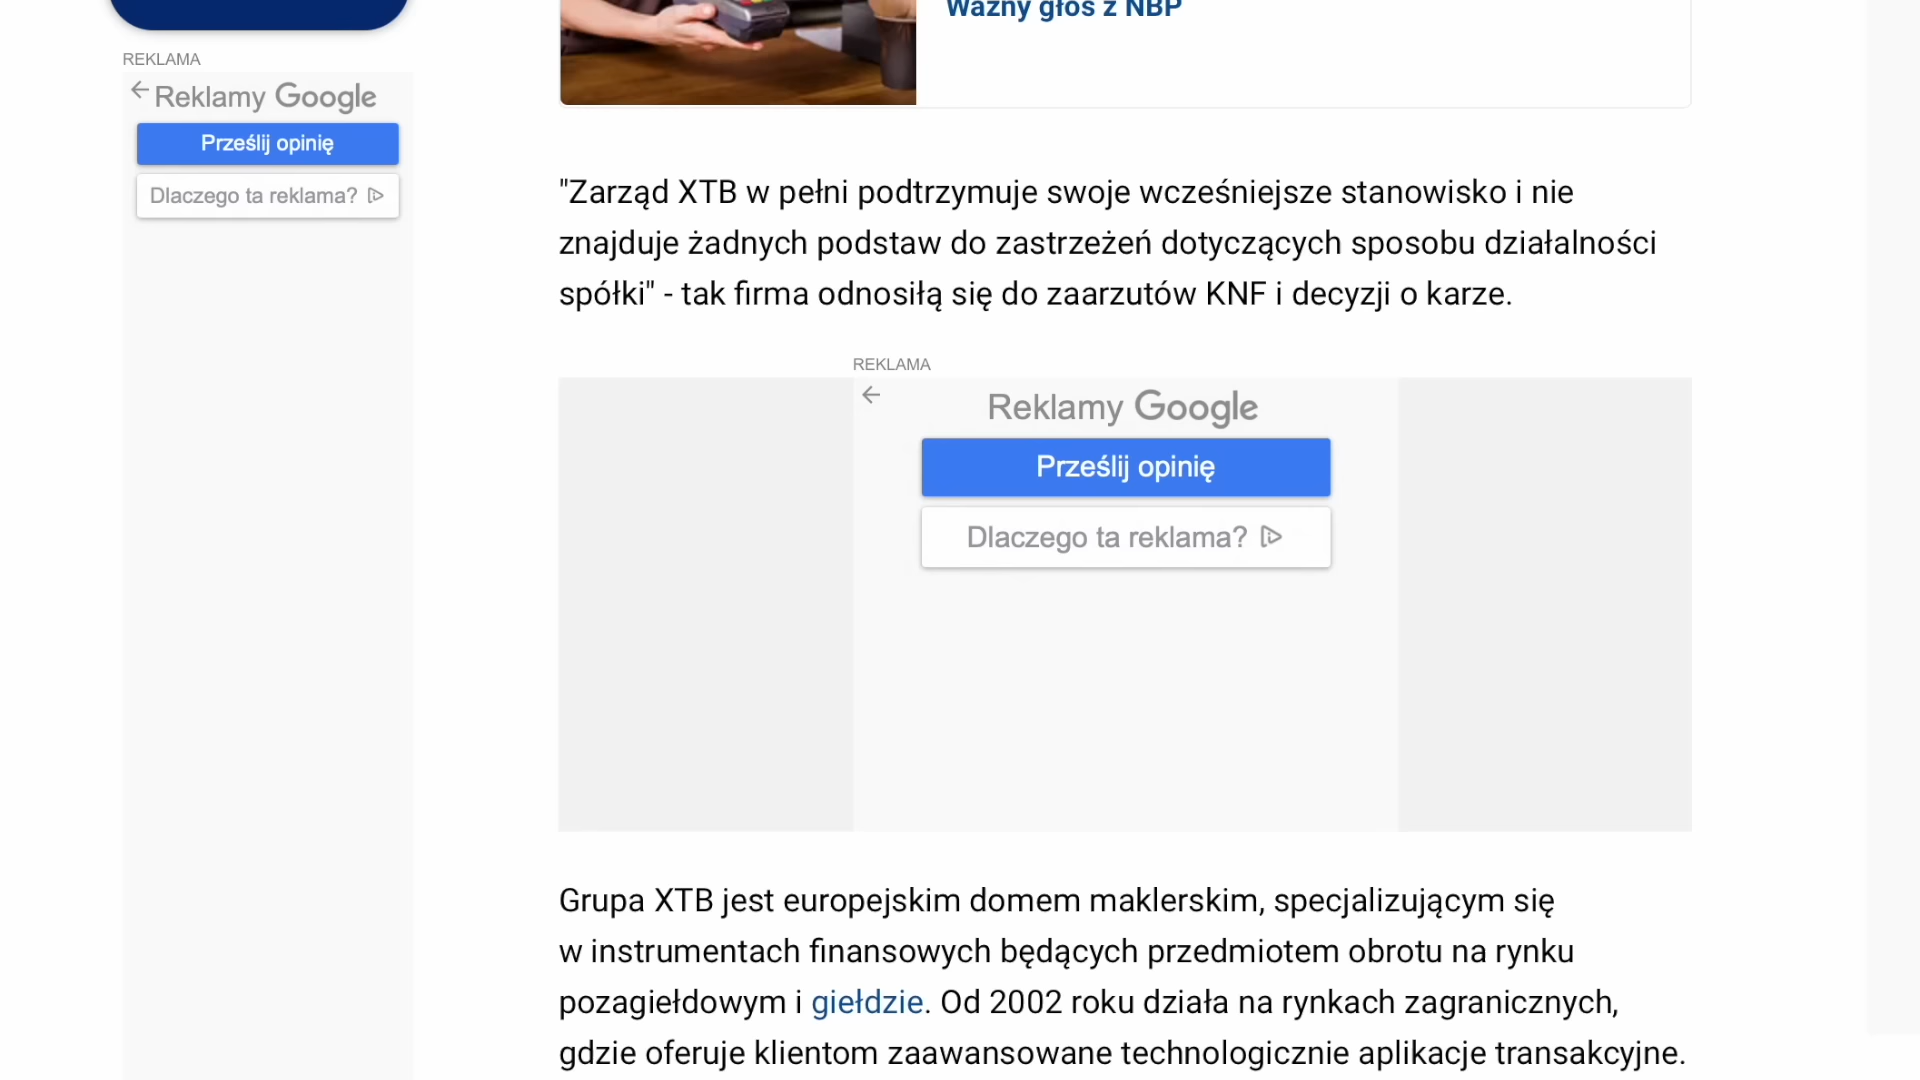 Ważny głos z NBP
REKLAMA
Reklamy Google
Prześlij opinię
Dlaczego ta reklama?
"Zarząd XTB w pełni podtrzymuje swoje wcześniejsze stanowisko i nie
znajduje żadnych podstaw do zastrzeżeń dotyczących sposobu działalności
spółki" - tak firma odnosiłą się do zaarzutów KNF i decyzji o karze.
REKLAMA
Reklamy Google
Prześlij opinię
Dlaczego ta reklama?
Grupa XTB jest europejskim domem maklerskim, specjalizującym się
w instrumentach finansowych będących przedmiotem obrotu na rynku
pozagiełdowym i giełdzie. Od 2002 roku działa na rynkach zagranicznych,
gdzie oferuje klientom zaawansowane technologicznie aplikacje transakcyjne.